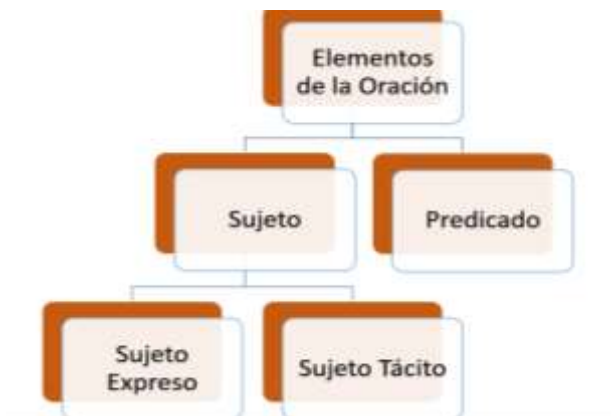 Elementos
de la Oración
Sujeto
Predicado
Sujeto
Expreso
Sujeto Tácito